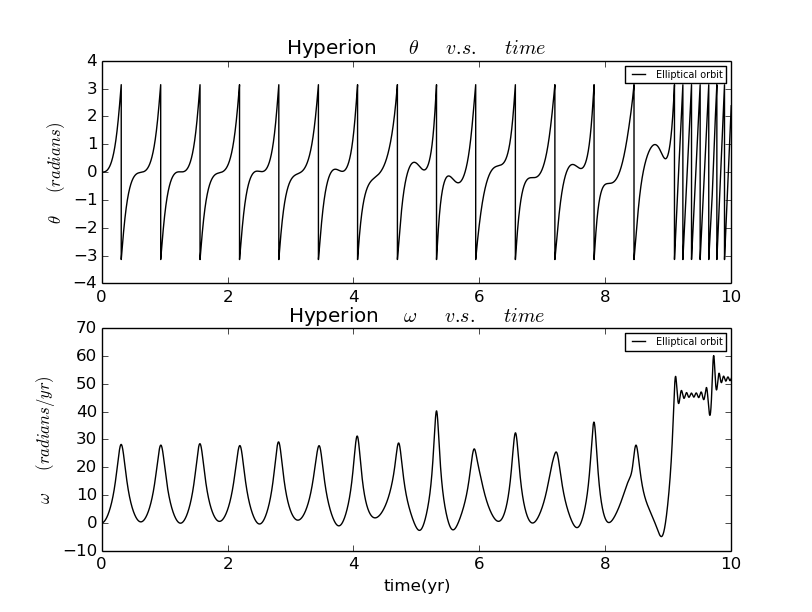 Hyperion θ v.s. time
4
3
2
1
0
−1
−2
−3
−4
θ (radians)
Elliptical orbit
0 2 4 6 8 10
Hyperion ω v.s. time
70
60
50
40
30
20
10
0
−10
ω (radians/yr)
Elliptical orbit
0 2 4 6 8 10
time(yr)